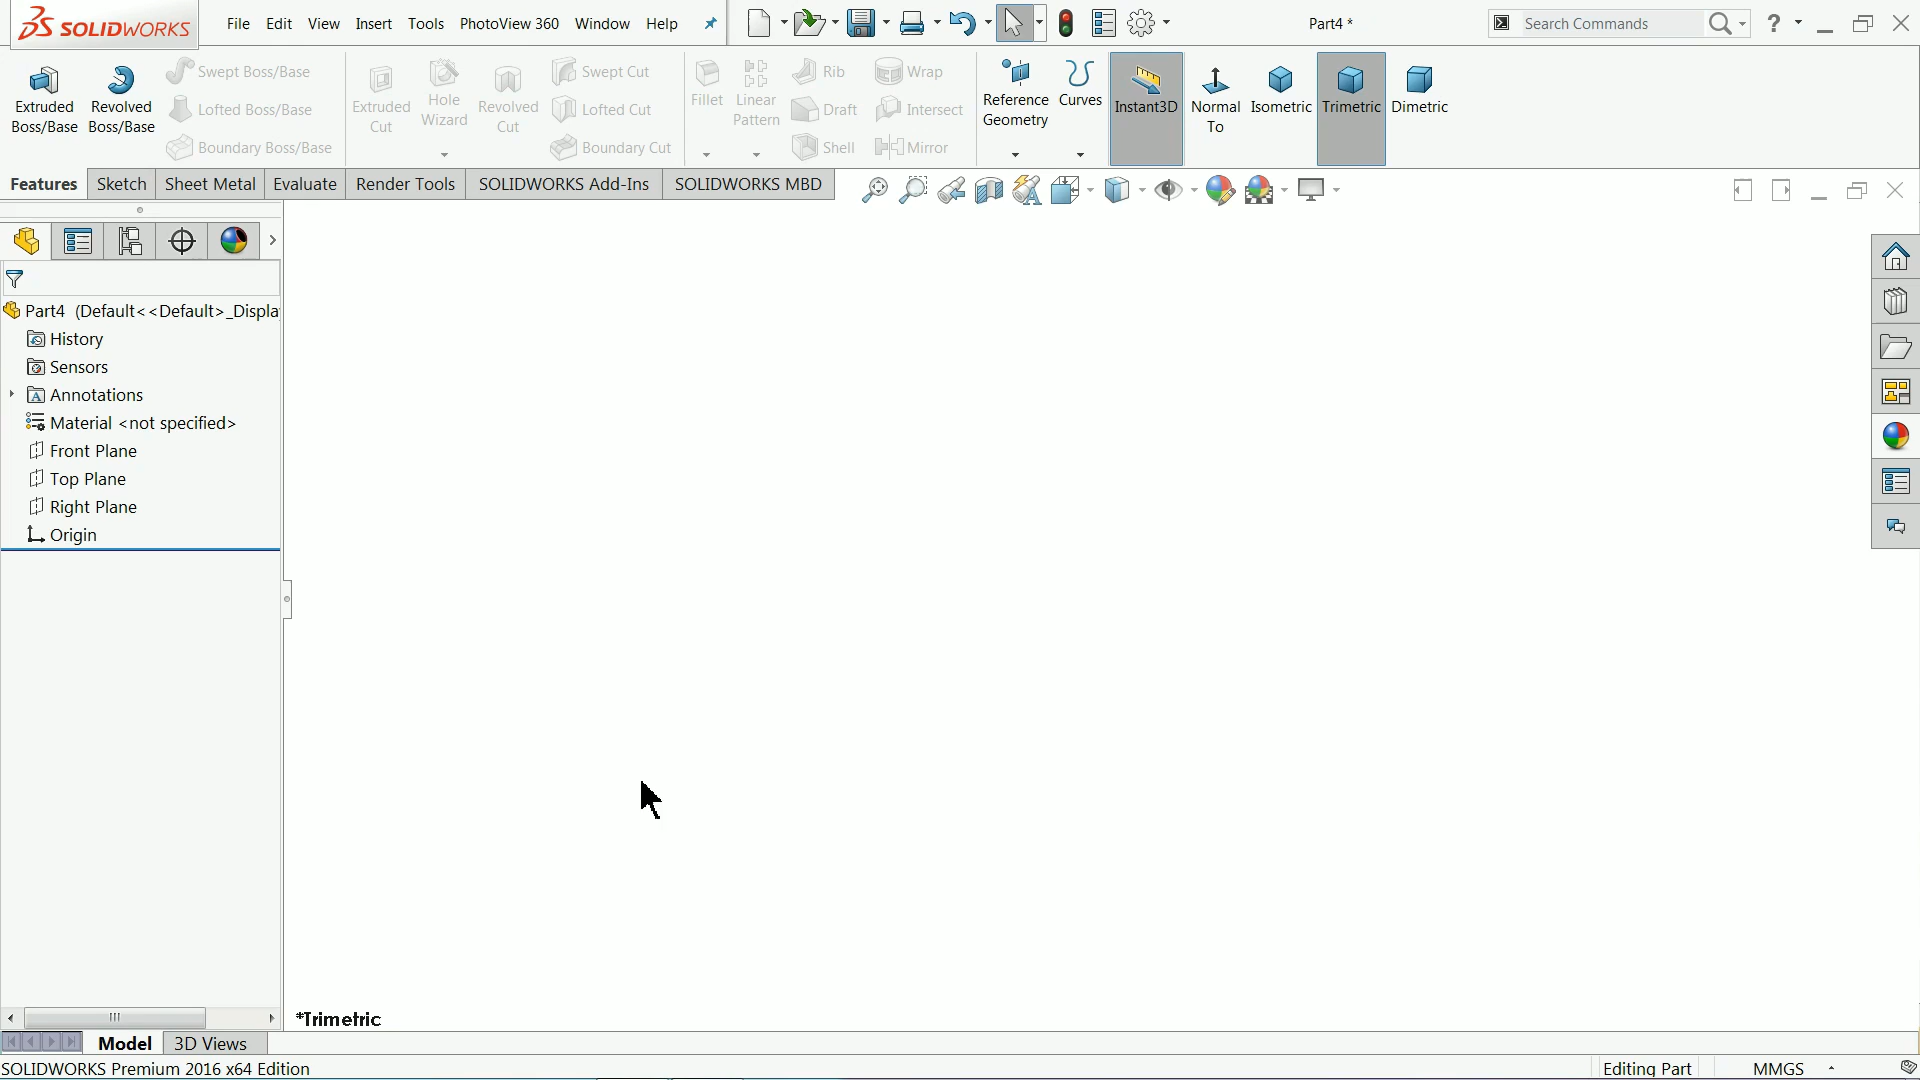 SOLIDWORKS File Edit View Insert Tools PhotoView 360 Window Help Part4 * Search Commands ?
Extruded Boss/Base
Revolved Boss/Base
Swept Boss/Base
Lofted Boss/Base
Boundary Boss/Base
Extruded Cut
Hole Wizard
Revolved Cut
Swept Cut
Lofted Cut
Boundary Cut
Fillet
Linear Pattern
Rib
Draft
Shell
Wrap
Intersect
Mirror
Reference Geometry
Curves
Instant3D
Normal To
Isometric
Trimetric
Dimetric
Features Sketch Sheet Metal Evaluate Render Tools SOLIDWORKS Add-Ins SOLIDWORKS MBD
Part4 (Default<<Default>_Displa
History
Sensors
Annotations
Material <not specified>
Front Plane
Top Plane
Right Plane
Origin
*Trimetric
Model 3D Views
SOLIDWORKS Premium 2016 x64 Edition Editing Part MMGS